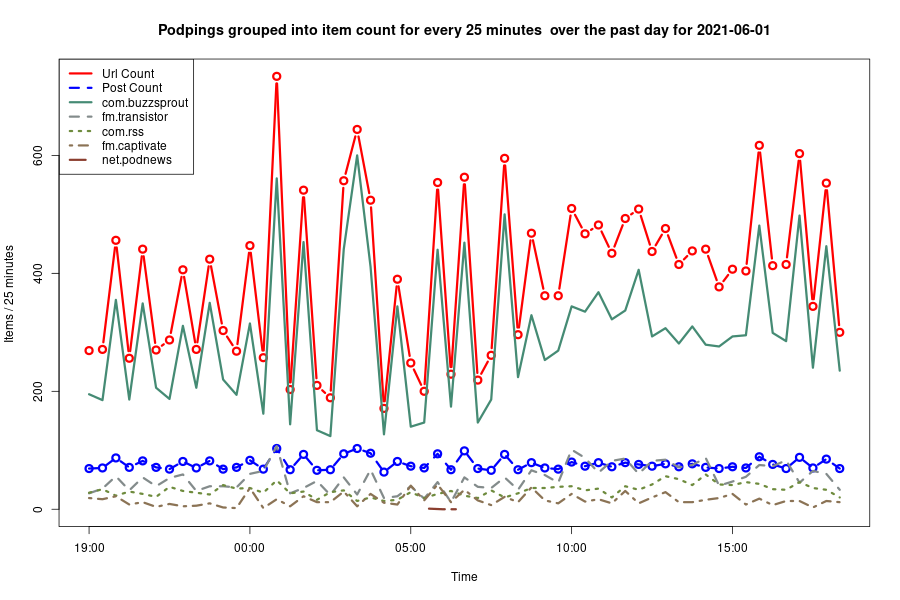 Podpings grouped into item count for every 25 minutes  over the past day for 2021-06-01
Url Count
Post Count
com.buzzsprout
fm.transistor
com.rss
fm.captivate
net.podnews
Items / 25 minutes
600
400
200
0
19:00 00:00 05:00 10:00 15:00
Time